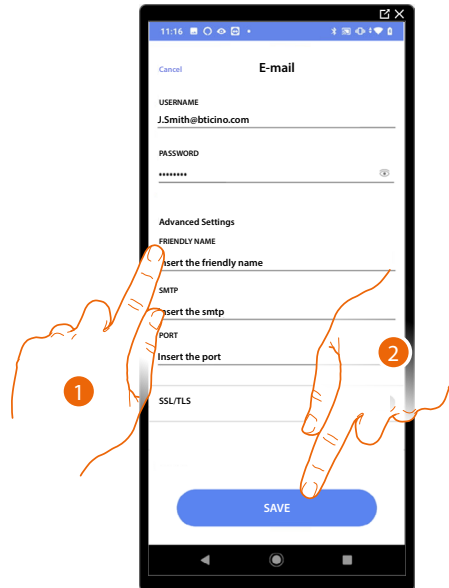 11:16
Cancel
E-mail
USERNAME
J.Smith@bticino.com
PASSWORD
••••••••
Advanced Settings
FRIENDLY NAME
nsert the friendly name
SMTP
nsert the smtp
PORT
Insert the port
SSL/TLS
SAVE
1
2